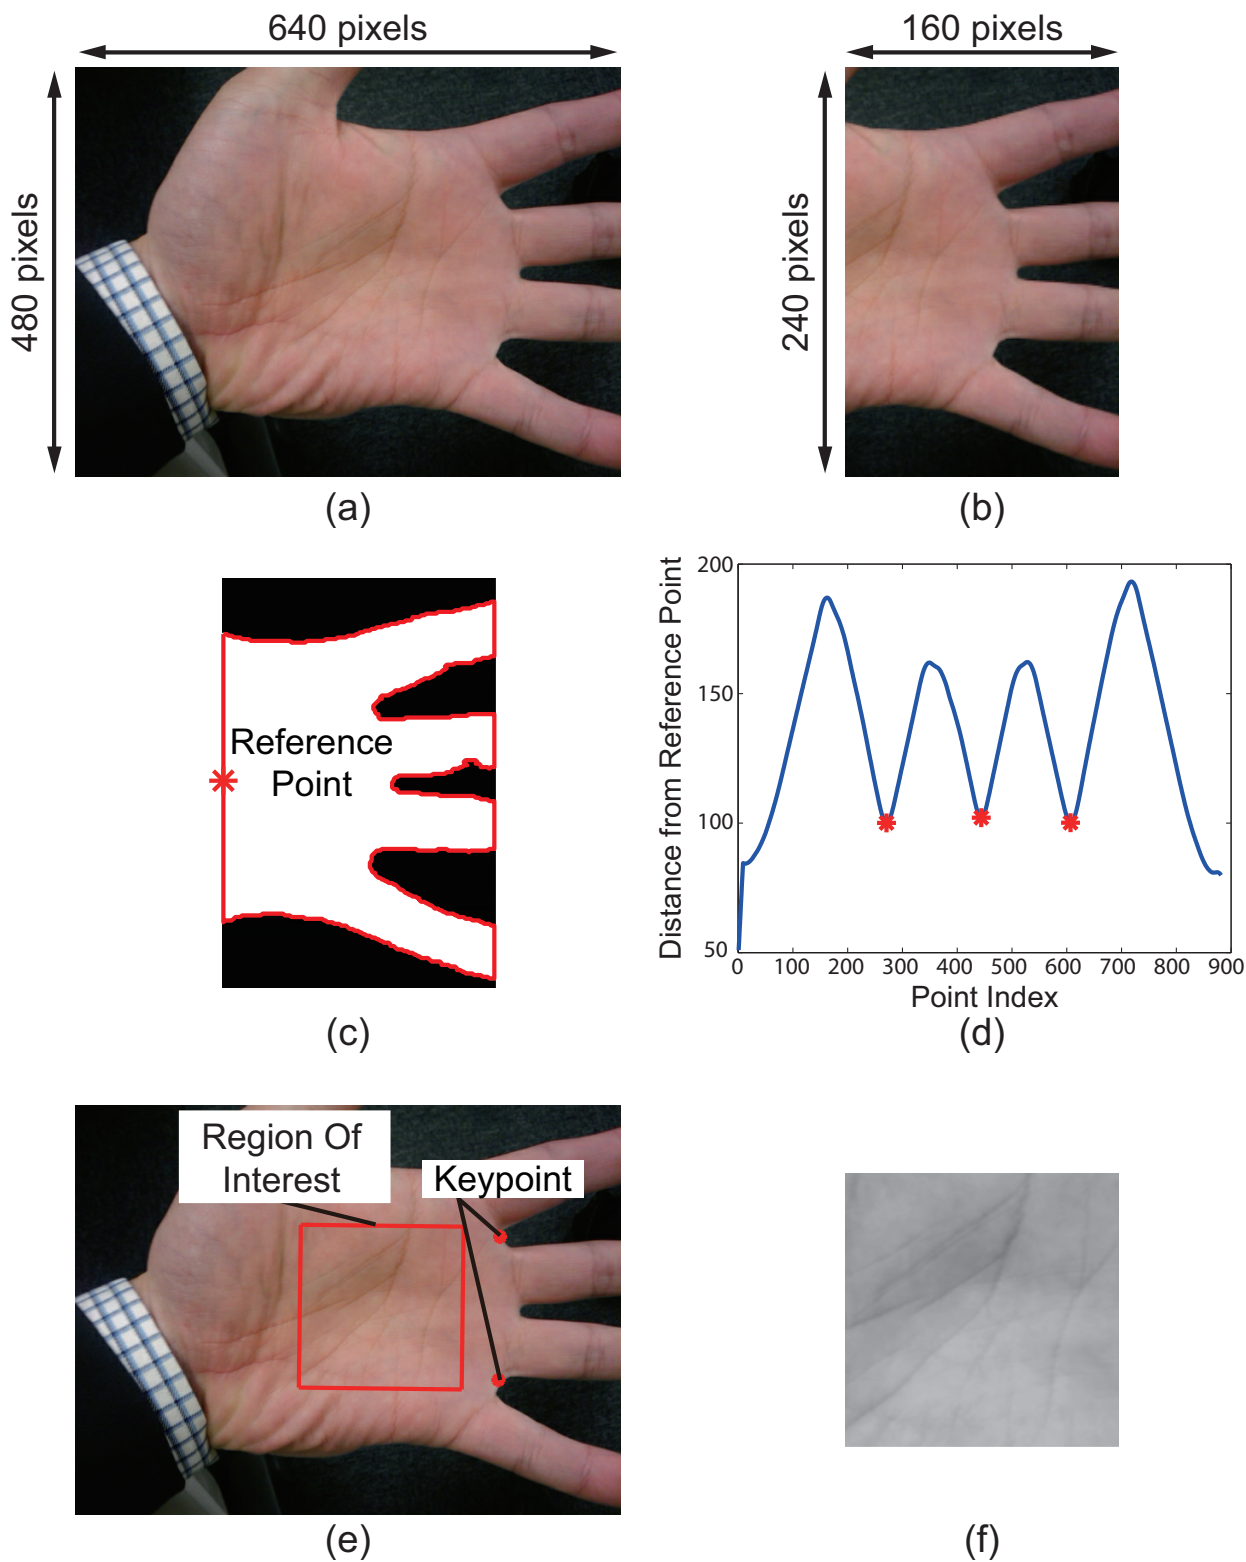 640 pixels
160 pixels
480 pixels
240 pixels
(a)
(b)
Reference
Point
(c)
Distance from Reference Point
200
150
100
50
0 100 200 300 400 500 600 700 800 900
Point Index
(d)
Region Of
Interest
Keypoint
(e)
(f)